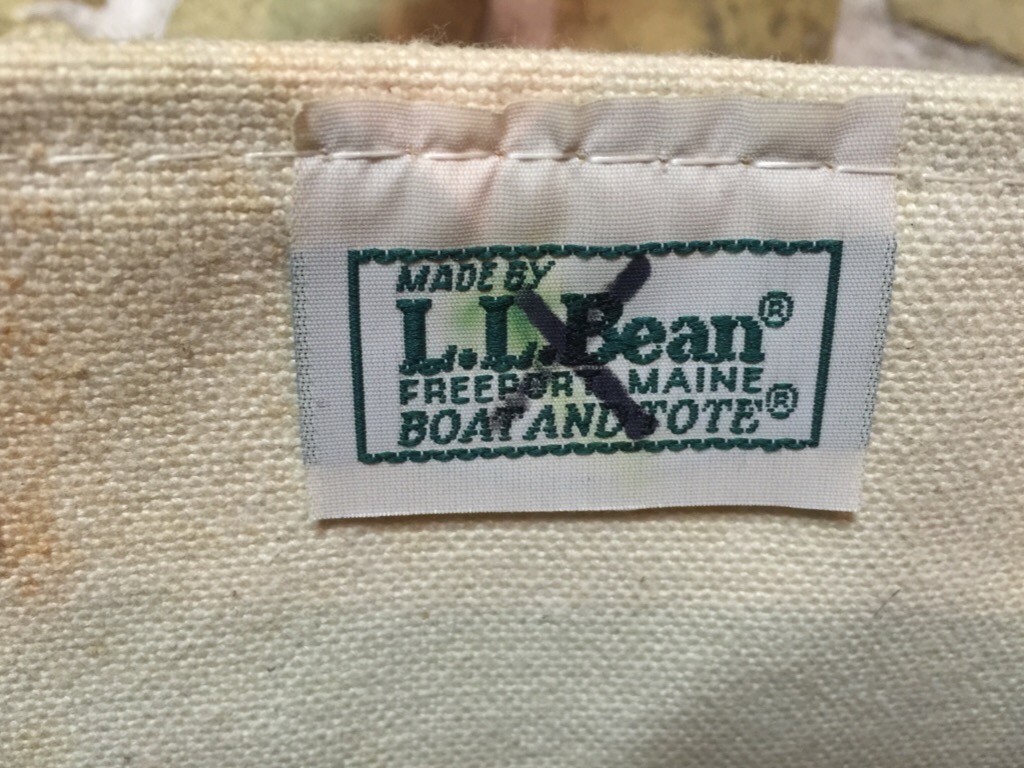 MADE BY
L.L.Bean®
FREEPORT, MAINE
BOAT AND TOTE®